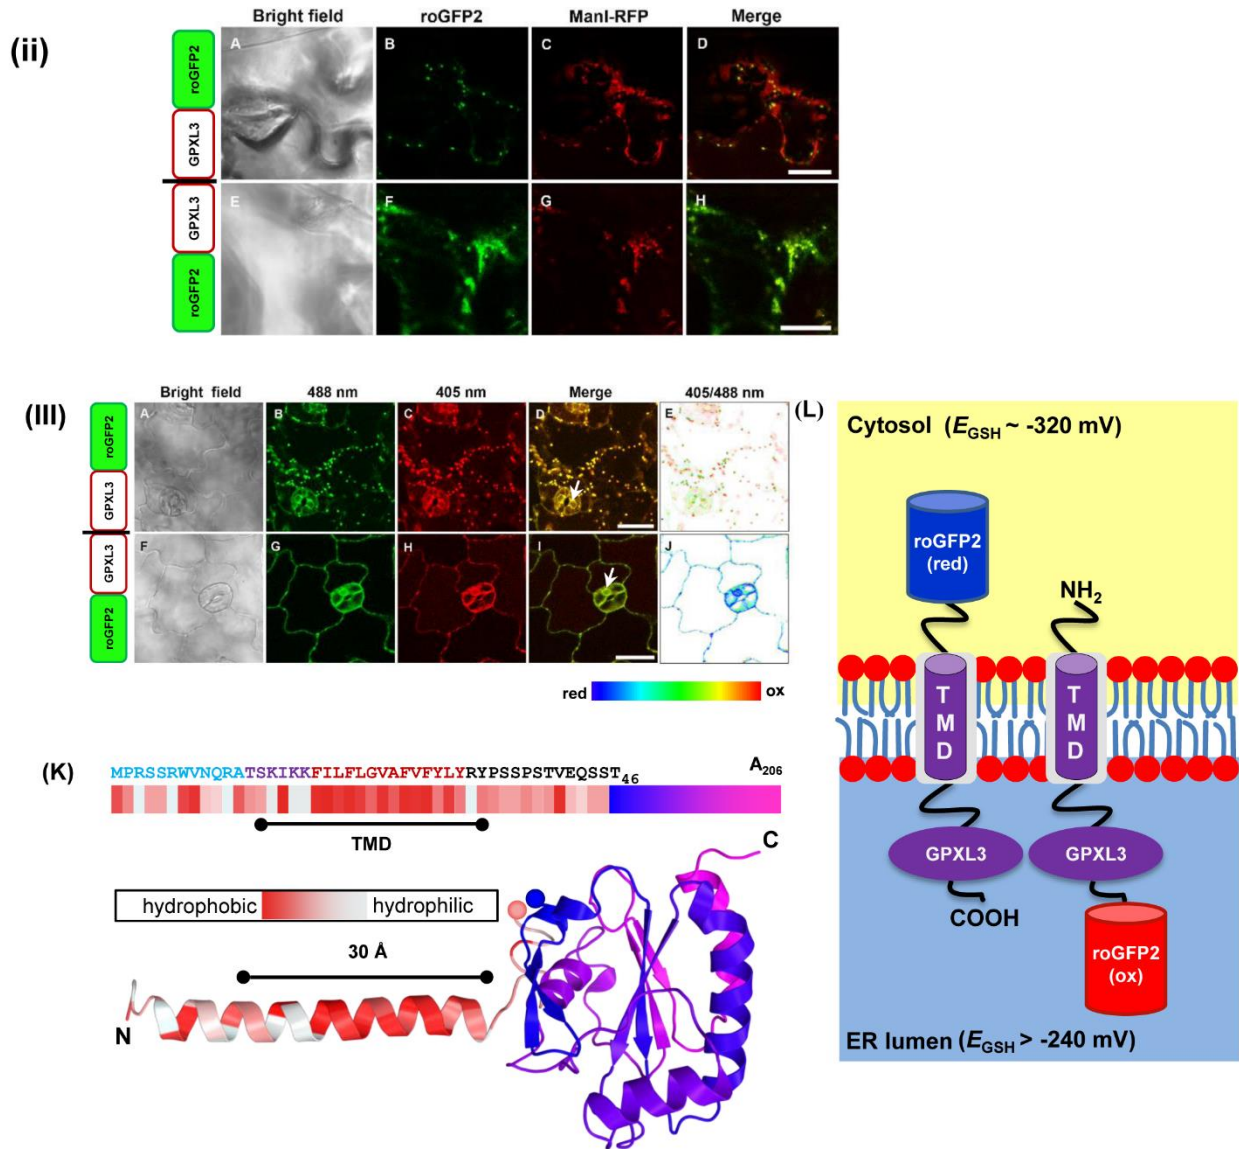 (ii)
Bright field roGFP2 ManI-RFP Merge
roGFP2
GPXL3
A B C D
GPXL3
roGFP2
E F G H
(III)
Bright field 488 nm 405 nm Merge 405/488 nm
roGFP2
GPXL3
A B C D E
GPXL3
roGFP2
F G H I J
red ox
(K)
MPRSSRWVNQRATSKIKKFILFLGVAFVFYLYRYPSSPSTVEQSST46 A206
TMD
hydrophobic hydrophilic
30 Å
N
C
(L)
Cytosol (EGSH ~ -320 mV)
roGFP2
(red)
NH2
TMD
TMD
GPXL3
GPXL3
COOH
roGFP2
(ox)
ER lumen (EGSH > -240 mV)